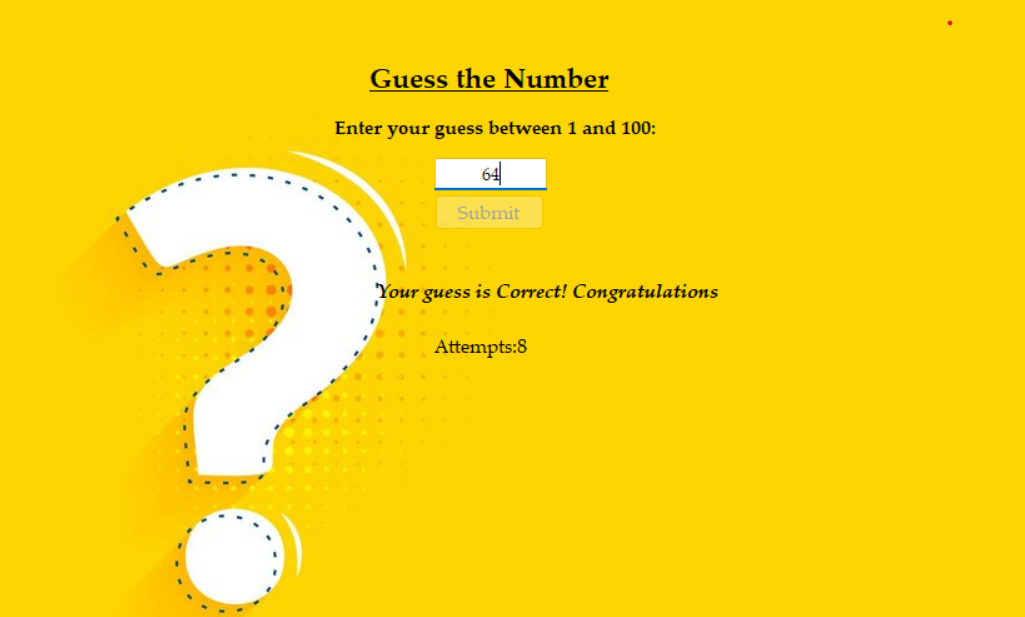 Guess the Number
Enter your guess between 1 and 100:
64
Submit
Your guess is Correct! Congratulations
Attempts:8